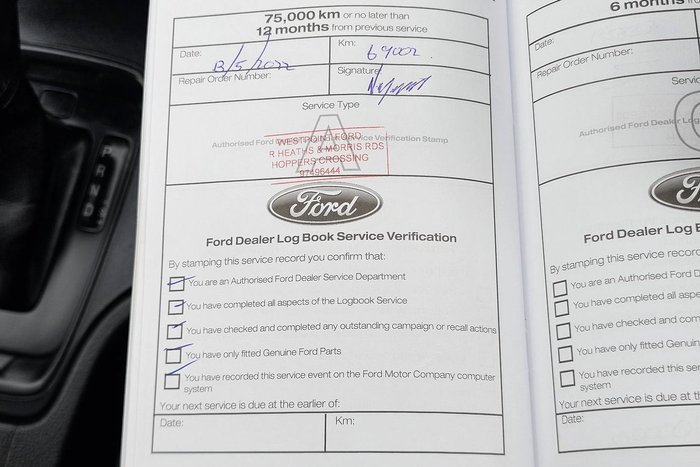 75,000 km or no later than
12 months from previous service
Date: 13/5/2022
Km: 69002
Repair Order Number:
Signature:
Service Type
A
Authorised Ford Dealer Service Verification Stamp
WESTPOINT FORD
R HEATHS & MORRIS RDS
HOPPERS CROSSING
97496444
Ford
Ford Dealer Log Book Service Verification
By stamping this service record you confirm that:
You are an Authorised Ford Dealer Service Department
You have completed all aspects of the Logbook Service
You have checked and completed any outstanding campaign or recall actions
You have only fitted Genuine Ford Parts
You have recorded this service event on the Ford Motor Company computer
system
Your next service is due at the earlier of:
Date:
Km:
6 months
Date:
Repair Order Number:
Authorised Ford Dealer Log
Ford Dealer Log
By stamping this service record
You are an Authorised Ford
You have completed all
You have checked and
You have only fitted Genuine
You have recorded this
system
Your next service is due at the
Date:
P
R
N
D